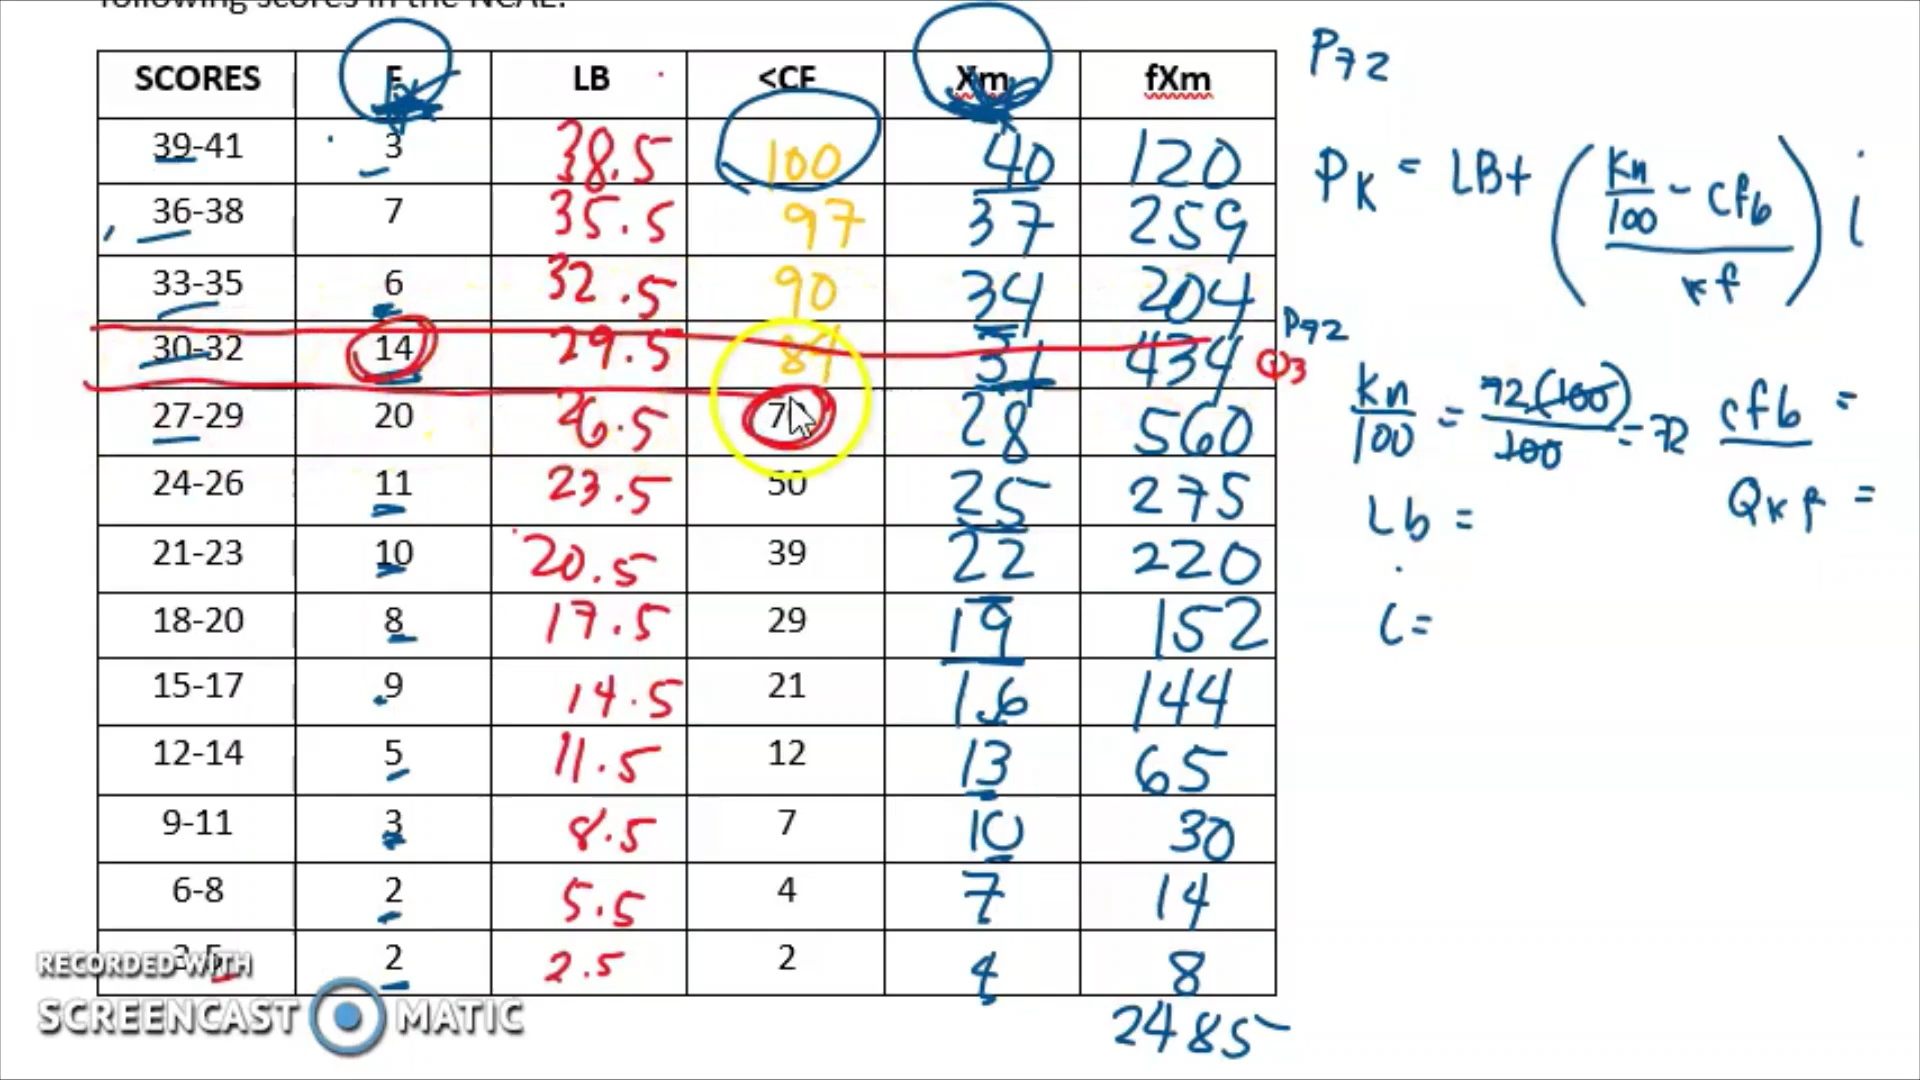 SCORES F LB <CF Xm fXm
39-41 3 38.5 100 40 120
36-38 7 35.5 97 37 259
33-35 6 32.5 90 34 204
30-32 14 29.5 84 31 434
27-29 20 26.5 7 28 560
24-26 11 23.5 50 25 275
21-23 10 20.5 39 22 220
18-20 8 17.5 29 19 152
15-17 9 14.5 21 16 144
12-14 5 11.5 12 13 65
9-11 3 8.5 7 10 30
6-8 2 5.5 4 7 14
2 2.5 2 4 8
2485
P72
PK = LB+ (Kn/100 - cfb / xf) i
P72
Q3
Kn/100 = 72(100)/100 = 72
cfb =
Lb =
QKf =
i =
RECORDED WITH
SCREENCAST MATIC